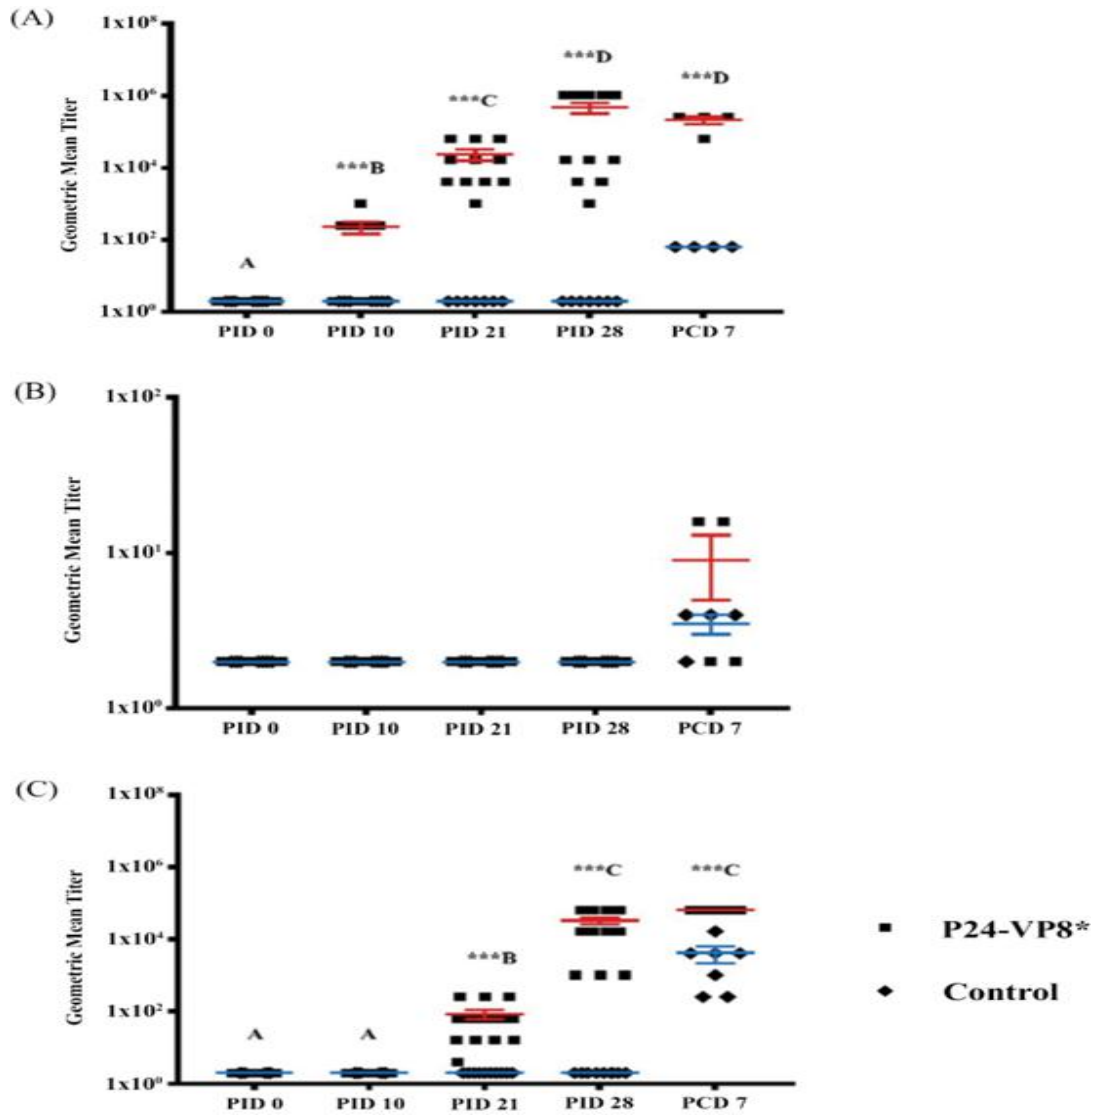 (A)
1x10⁸
1x10⁶
1x10⁴
1x10²
1x10⁰
Geometric Mean Titer
A
***B
***C
***D
***D
PID 0 PID 10 PID 21 PID 28 PCD 7
(B)
1x10²
1x10¹
1x10⁰
Geometric Mean Titer
PID 0 PID 10 PID 21 PID 28 PCD 7
(C)
1x10⁸
1x10⁶
1x10⁴
1x10²
1x10⁰
Geometric Mean Titer
A
A
***B
***C
***C
PID 0 PID 10 PID 21 PID 28 PCD 7
P24-VP8*
Control